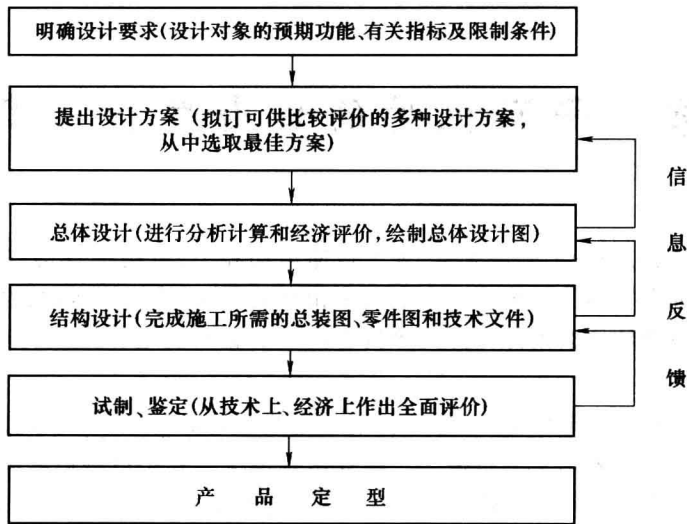 明确设计要求(设计对象的预期功能、有关指标及限制条件)
提出设计方案(拟订可供比较评价的多种设计方案,
从中选取最佳方案)
总体设计(进行分析计算和经济评价,绘制总体设计图)
结构设计(完成施工所需的总装图、零件图和技术文件)
试制、鉴定(从技术上、经济上作出全面评价)
产品定型
信
息
反
馈